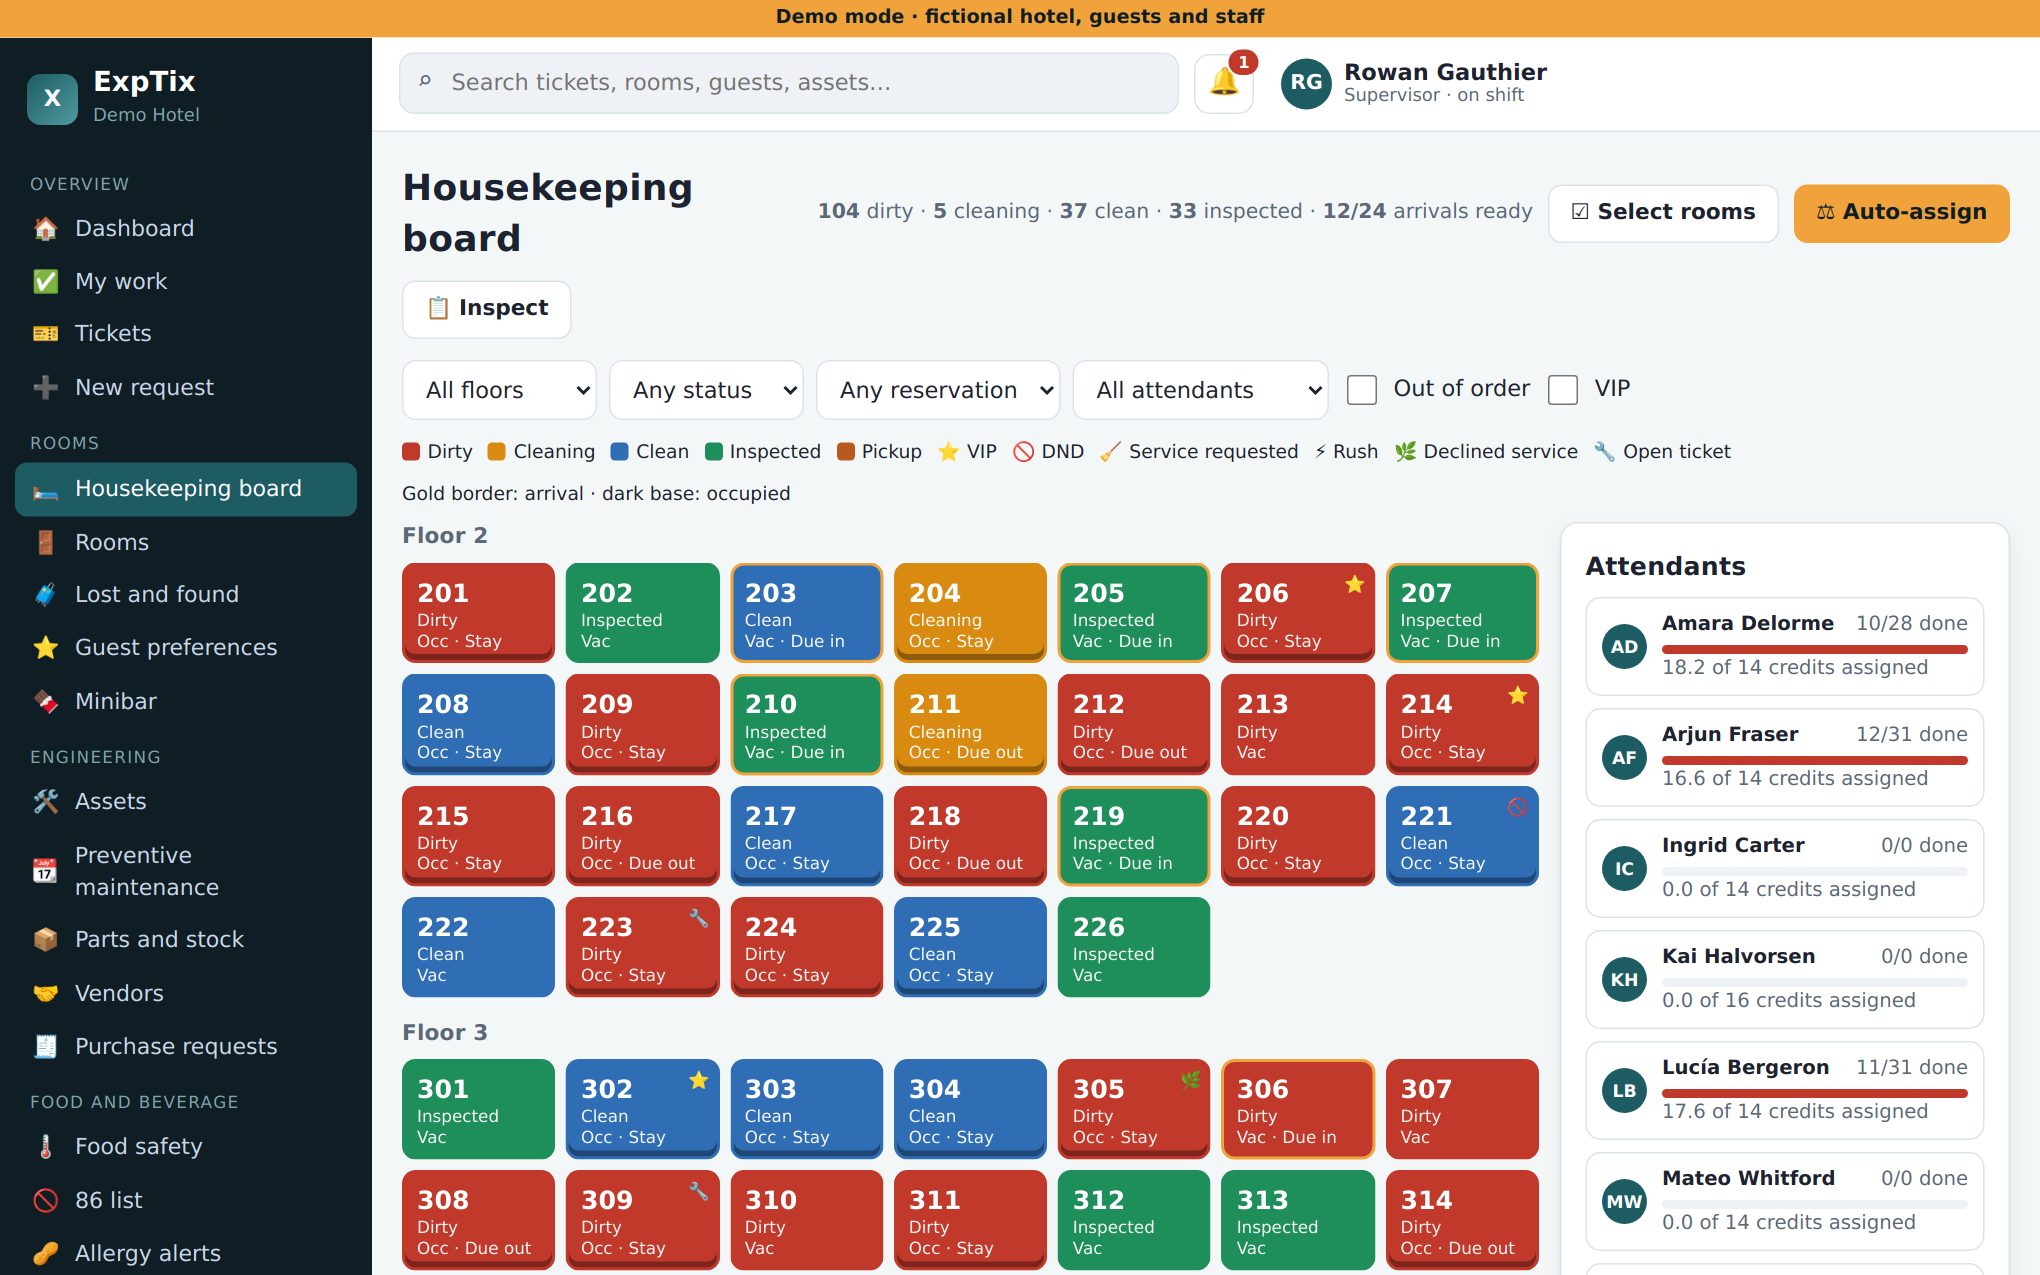 Demo mode · fictional hotel, guests and staff
X
ExpTix
Demo Hotel
OVERVIEW
Dashboard
My work
Tickets
New request
ROOMS
Housekeeping board
Rooms
Lost and found
Guest preferences
Minibar
ENGINEERING
Assets
Preventive
maintenance
Parts and stock
Vendors
Purchase requests
FOOD AND BEVERAGE
Food safety
86 list
Allergy alerts
Search tickets, rooms, guests, assets...
1
RG
Rowan Gauthier
Supervisor · on shift
Housekeeping
board
104 dirty · 5 cleaning · 37 clean · 33 inspected · 12/24 arrivals ready
Select rooms
Auto-assign
Inspect
All floors
Any status
Any reservation
All attendants
Out of order
VIP
Dirty Cleaning Clean Inspected Pickup VIP DND Service requested Rush Declined service Open ticket
Gold border: arrival · dark base: occupied
Floor 2
201
Dirty
Occ · Stay
202
Inspected
Vac
203
Clean
Vac · Due in
204
Cleaning
Occ · Stay
205
Inspected
Vac · Due in
206
Dirty
Occ · Stay
207
Inspected
Vac · Due in
208
Clean
Occ · Stay
209
Dirty
Occ · Stay
210
Inspected
Vac · Due in
211
Cleaning
Occ · Due out
212
Dirty
Occ · Due out
213
Dirty
Vac
214
Dirty
Occ · Stay
215
Dirty
Occ · Stay
216
Dirty
Occ · Due out
217
Clean
Occ · Stay
218
Dirty
Occ · Due out
219
Inspected
Vac · Due in
220
Dirty
Occ · Stay
221
Clean
Occ · Stay
222
Clean
Vac
223
Dirty
Occ · Stay
224
Dirty
Occ · Stay
225
Clean
Occ · Stay
226
Inspected
Vac
Floor 3
301
Inspected
Vac
302
Clean
Occ · Stay
303
Clean
Occ · Stay
304
Clean
Occ · Stay
305
Dirty
Occ · Stay
306
Dirty
Vac · Due in
307
Dirty
Vac
308
Dirty
Occ · Due out
309
Dirty
Occ · Stay
310
Dirty
Vac
311
Dirty
Occ · Stay
312
Inspected
Vac
313
Inspected
Vac
314
Dirty
Occ · Due out
Attendants
AD
Amara Delorme 10/28 done
18.2 of 14 credits assigned
AF
Arjun Fraser 12/31 done
16.6 of 14 credits assigned
IC
Ingrid Carter 0/0 done
0.0 of 14 credits assigned
KH
Kai Halvorsen 0/0 done
0.0 of 16 credits assigned
LB
Lucía Bergeron 11/31 done
17.6 of 14 credits assigned
MW
Mateo Whitford 0/0 done
0.0 of 14 credits assigned